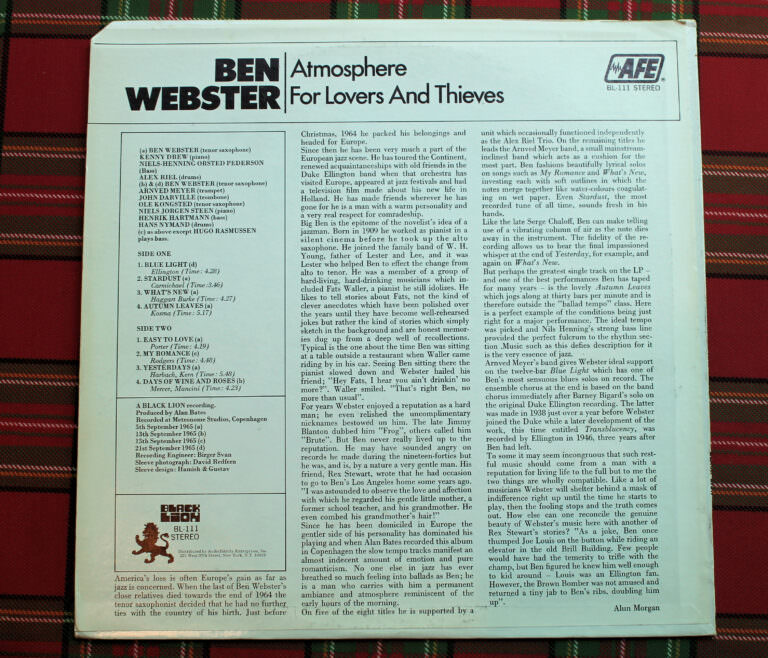 BEN
WEBSTER
Atmosphere
For Lovers And Thieves
AFE
BL-111 STEREO
(a) BEN WEBSTER (tenor saxophone)
KENNY DREW (piano)
NIELS-HENNING ORSTED PEDERSON
(Bass)
ALEX RIEL (drums)
(b) & (d) BEN WEBSTER (tenor saxophone)
ARNVED MEYER (trumpet)
JOHN DARVILLE (trombone)
OLE KONGSTED (tenor saxophone)
NIELS JORGEN STEEN (piano)
HENRIK HARTMANN (bass)
HANS NYMAND (drums)
(c) as above except HUGO RASMUSSEN
plays bass.
SIDE ONE
1. BLUE LIGHT (d)
Ellington (Time: 4.28)
2. STARDUST (a)
Carmichael (Time: 3.46)
3. WHAT'S NEW (a)
Haggan Burke (Time: 4.27)
4. AUTUMN LEAVES (a)
Kosma (Time: 5.17)
SIDE TWO
1. EASY TO LOVE (a)
Porter (Time: 4.19)
2. MY ROMANCE (c)
Rodgers (Time: 4.48)
3. YESTERDAYS (a)
Harbach, Kern (Time: 5.48)
4. DAYS OF WINE AND ROSES (b)
Mercer, Mancini (Time: 4.23)
A BLACK LION recording.
Produced by Alan Bates
Recorded at Metronome Studios, Copenhagen
5th September 1965 (a)
13th September 1965 (b)
15th September 1965 (c)
21st September 1965 (d)
Recording Engineer: Birger Svan
Sleeve photograph: David Redfern
Sleeve design: Hamish & Gustav
BLACK
LION
BL-111
STEREO
Distributed by Audiofidelity Enterprises, Inc
221 West 57th Street, New York, N.Y. 10019
America's loss is often Europe's gain as far as
jazz is concerned. When the last of Ben Webster's
close relatives died towards the end of 1964 the
tenor saxophonist decided that he had no further
ties with the country of his birth. Just before
Christmas, 1964 he packed his belongings and
headed for Europe.
Since then he has been very much a part of the
European jazz scene. He has toured the Continent,
renewed acquaintanceships with old friends in the
Duke Ellington band when that orchestra has
visited Europe, appeared at jazz festivals and had
a television film made about his new life in
Holland. He has made friends wherever he has
gone for he is a man with a warm personality and
a very real respect for comradeship.
Big Ben is the epitome of the novelist's idea of a
jazzman. Born in 1909 he worked as pianist in a
silent cinema before he took up the alto
saxophone. He joined the family band of W. H.
Young, father of Lester and Lee, and it was
Lester who helped Ben to effect the change from
alto to tenor. He was a member of a group of
hard-living, hard-drinking musicians which in-
cluded Fats Waller, a pianist he still idolizes. He
likes to tell stories about Fats, not the kind of
clever anecdotes which have been polished over
the years until they have become well-rehearsed
jokes but rather the kind of stories which simply
sketch in the background and are honest memor-
ies dug up from a deep well of recollections.
Typical is the one about the time Ben was sitting
at a table outside a restaurant when Waller came
riding by in his car. Seeing Ben sitting there the
pianist slowed down and Webster hailed his
friend; "Hey Fats, I hear you ain't drinkin' no
more?". Waller smiled. "That's right Ben, no
more than usual".
For years Webster enjoyed a reputation as a hard
man; he even relished the uncomplimentary
nicknames bestowed on him. The late Jimmy
Blanton dubbed him "Frog", others called him
"Brute". But Ben never really lived up to the
reputation. He may have sounded angry on
records he made during the nineteen-forties but
he was, and is, by a nature a very gentle man. His
friend, Rex Stewart, wrote that he had occasion
to go to Ben's Los Angeles home some years ago.
"I was astounded to observe the love and affection
with which he regarded his gentle little mother, a
former school teacher, and his grandmother. He
even combed his grandmother's hair!"
Since he has been domiciled in Europe the
gentler side of his personality has dominated his
playing and when Alan Bates recorded this album
in Copenhagen the slow tempo tracks manifest an
almost indecent amount of emotion and pure
romanticism. No one else in jazz has ever
breathed so much feeling into ballads as Ben; he
is a man who carries with him a permanent
ambiance and atmosphere reminiscent of the
early hours of the morning.
On five of the eight titles he is supported by a
unit which occasionally functioned independently
as the Alex Riel Trio. On the remaining titles he
leads the Arnved Meyer band, a small mainstream-
inclined band which acts as a cushion for the
most part. Ben fashions beautifully lyrical solos
on songs such as My Romance and What's New,
investing each with soft outlines in which the
notes merge together like water-colours coagulat-
ing on wet paper. Even Stardust, the most
recorded tune of all time, sounds fresh in his
hands.
Like the late Serge Chaloff, Ben can make telling
use of a vibrating column of air as the note dies
away in the instrument. The fidelity of the re-
cording allows us to hear the final impassioned
whisper at the end of Yesterday, for example, and
again on What's New.
But perhaps the greatest single track on the LP –
and one of the best performances Ben has taped
for many years – is the lovely Autumn Leaves
which jogs along at thirty bars per minute and is
therefore outside the "ballad tempo" class. Here
is a perfect example of the conditions being just
right for a major performance. The ideal tempo
was picked and Nils Henning's strong bass line
provided the perfect fulcrum to the rhythm sec-
tion .Music such as this defies description for it
is the very essence of jazz.
Arnved Meyer's band gives Webster ideal support
on the twelve-bar Blue Light which has one of
Ben's most sensuous blues solos on record. The
ensemble chorus at the end is based on the band
chorus immediately after Barney Bigard's solo on
the original Duke Ellington recording. The latter
was made in 1938 just over a year before Webster
joined the Duke while a later development of the
work, this time entitled Transblucency, was
recorded by Ellington in 1946, three years after
Ben had left.
To some it may seem incongruous that such rest-
ful music should come from a man with a
reputation for living life to the full but to me the
two things are wholly compatible. Like a lot of
musicians Webster will shelter behind a mask of
indifference right up until the time he starts to
play, then the fooling stops and the truth comes
out. How else can one reconcile the genuine
beauty of Webster's music here with another of
Rex Stewart's stories? "As a joke, Ben once
thumped Joe Louis on the button while riding an
elevator in the old Brill Building. Few people
would have had the temerity to trifle with the
champ, but Ben figured he knew him well enough
to kid around – Louis was an Ellington fan.
However, the Brown Bomber was not amused and
returned a tiny jab to Ben's ribs, doubling him
up".
Alun Morgan